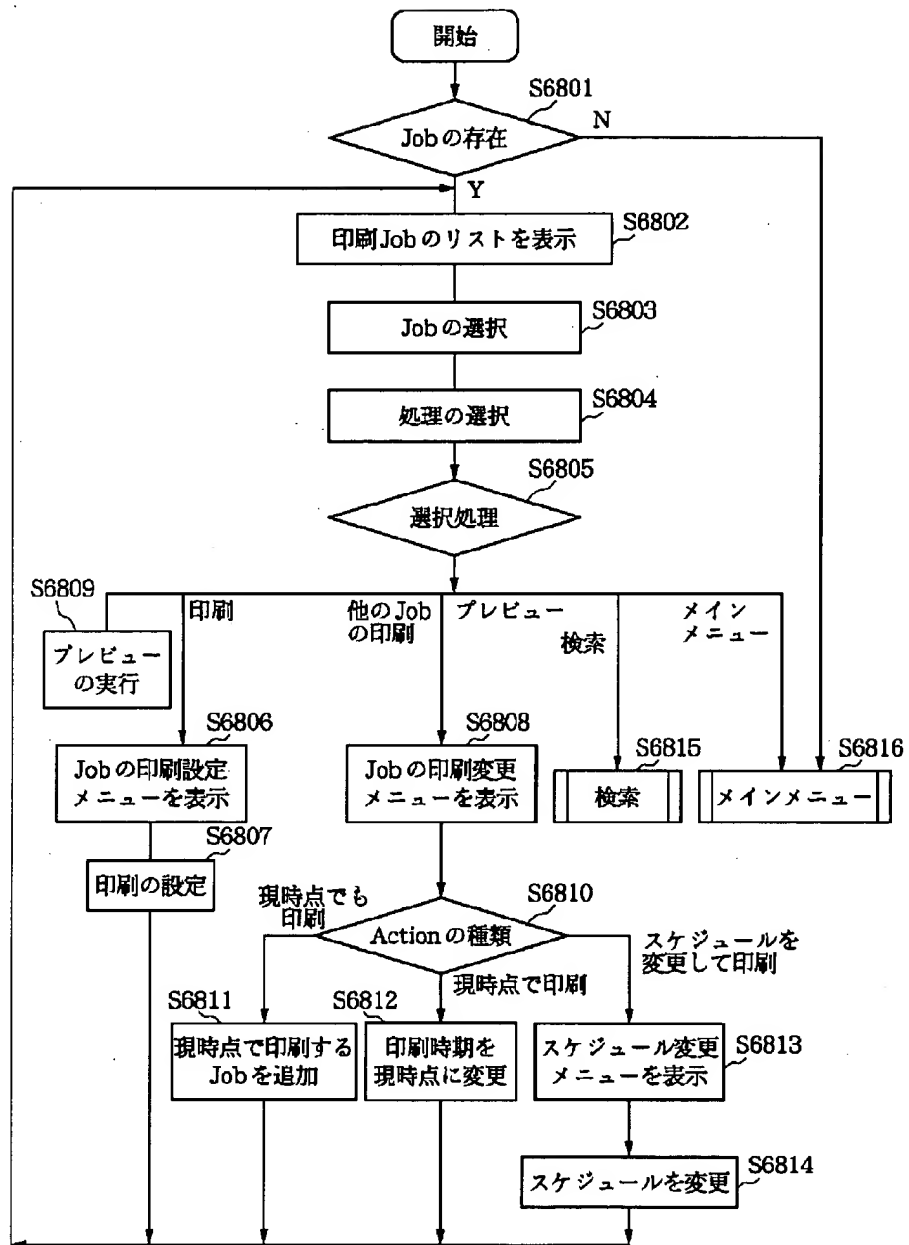 開始
S6801
Jobの存在
N
Y
印刷Jobのリストを表示
S6802
Jobの選択
S6803
処理の選択
S6804
S6805
選択処理
S6809
プレビュー
の実行
印刷
他のJob
の印刷
プレビュー
検索
メイン
メニュー
S6806
Jobの印刷設定
メニューを表示
S6807
印刷の設定
S6808
Jobの印刷変更
メニューを表示
S6815
検索
S6816
メインメニュー
現時点でも
印刷
S6810
Actionの種類
スケジュールを
変更して印刷
現時点で印刷
S6811
現時点で印刷する
Jobを追加
S6812
印刷時期を
現時点に変更
スケジュール変更
メニューを表示
S6813
スケジュールを変更
S6814